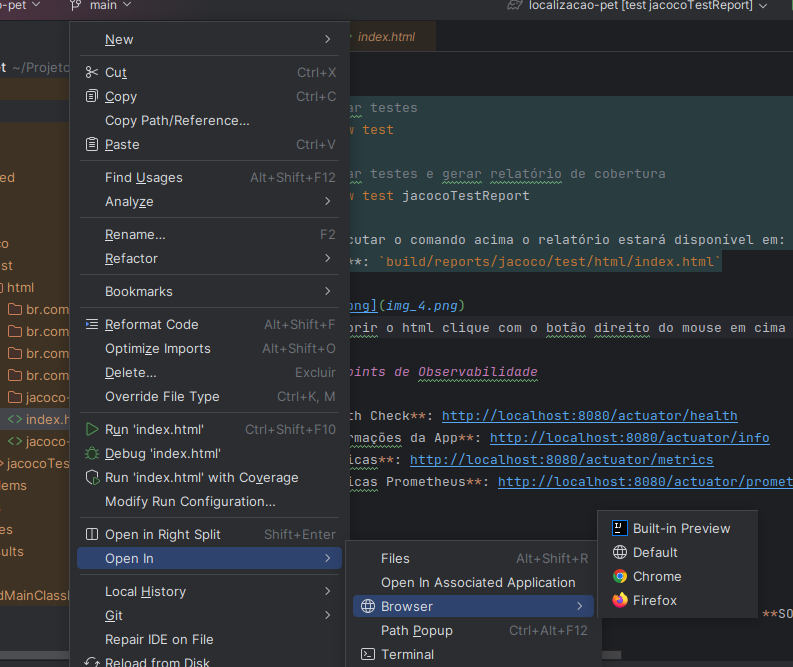 o-pet main localizacao-pet [test jacocoTestReport]
index.html
t ~/Projeto
New
Cut Ctrl+X
Copy Ctrl+C
Copy Path/Reference...
Paste Ctrl+V
Find Usages Alt+Shift+F12
Analyze
Rename... F2
Refactor
Bookmarks
Reformat Code Alt+Shift+F
Optimize Imports Alt+Shift+O
Delete... Excluir
Override File Type Ctrl+K, M
Run 'index.html' Ctrl+Shift+F10
Debug 'index.html'
Run 'index.html' with Coverage
Modify Run Configuration...
Open in Right Split Shift+Enter
Open In
Local History
Git
Repair IDE on File
Reload from Disk
Files Alt+Shift+R
Open In Associated Application
Browser
Path Popup Ctrl+Alt+F12
Terminal
Built-in Preview
Default
Chrome
Firefox
ed
co
st
html
br.com
br.com
br.com
br.com
jacoco-
index.h
jacoco-
jacocoTes
lems
es
sults
dMainClassI
ar testes
w test
ar testes e gerar relatório de cobertura
w test jacocoTestReport
cutar o comando acima o relatório estará disponível em:
**: `build/reports/jacoco/test/html/index.html`
png](img_4.png)
brir o html clique com o botão direito do mouse em cima
oints de Observabilidade
th Check**: http://localhost:8080/actuator/health
rmações da App**: http://localhost:8080/actuator/info
icas**: http://localhost:8080/actuator/metrics
icas Prometheus**: http://localhost:8080/actuator/promet
**SO